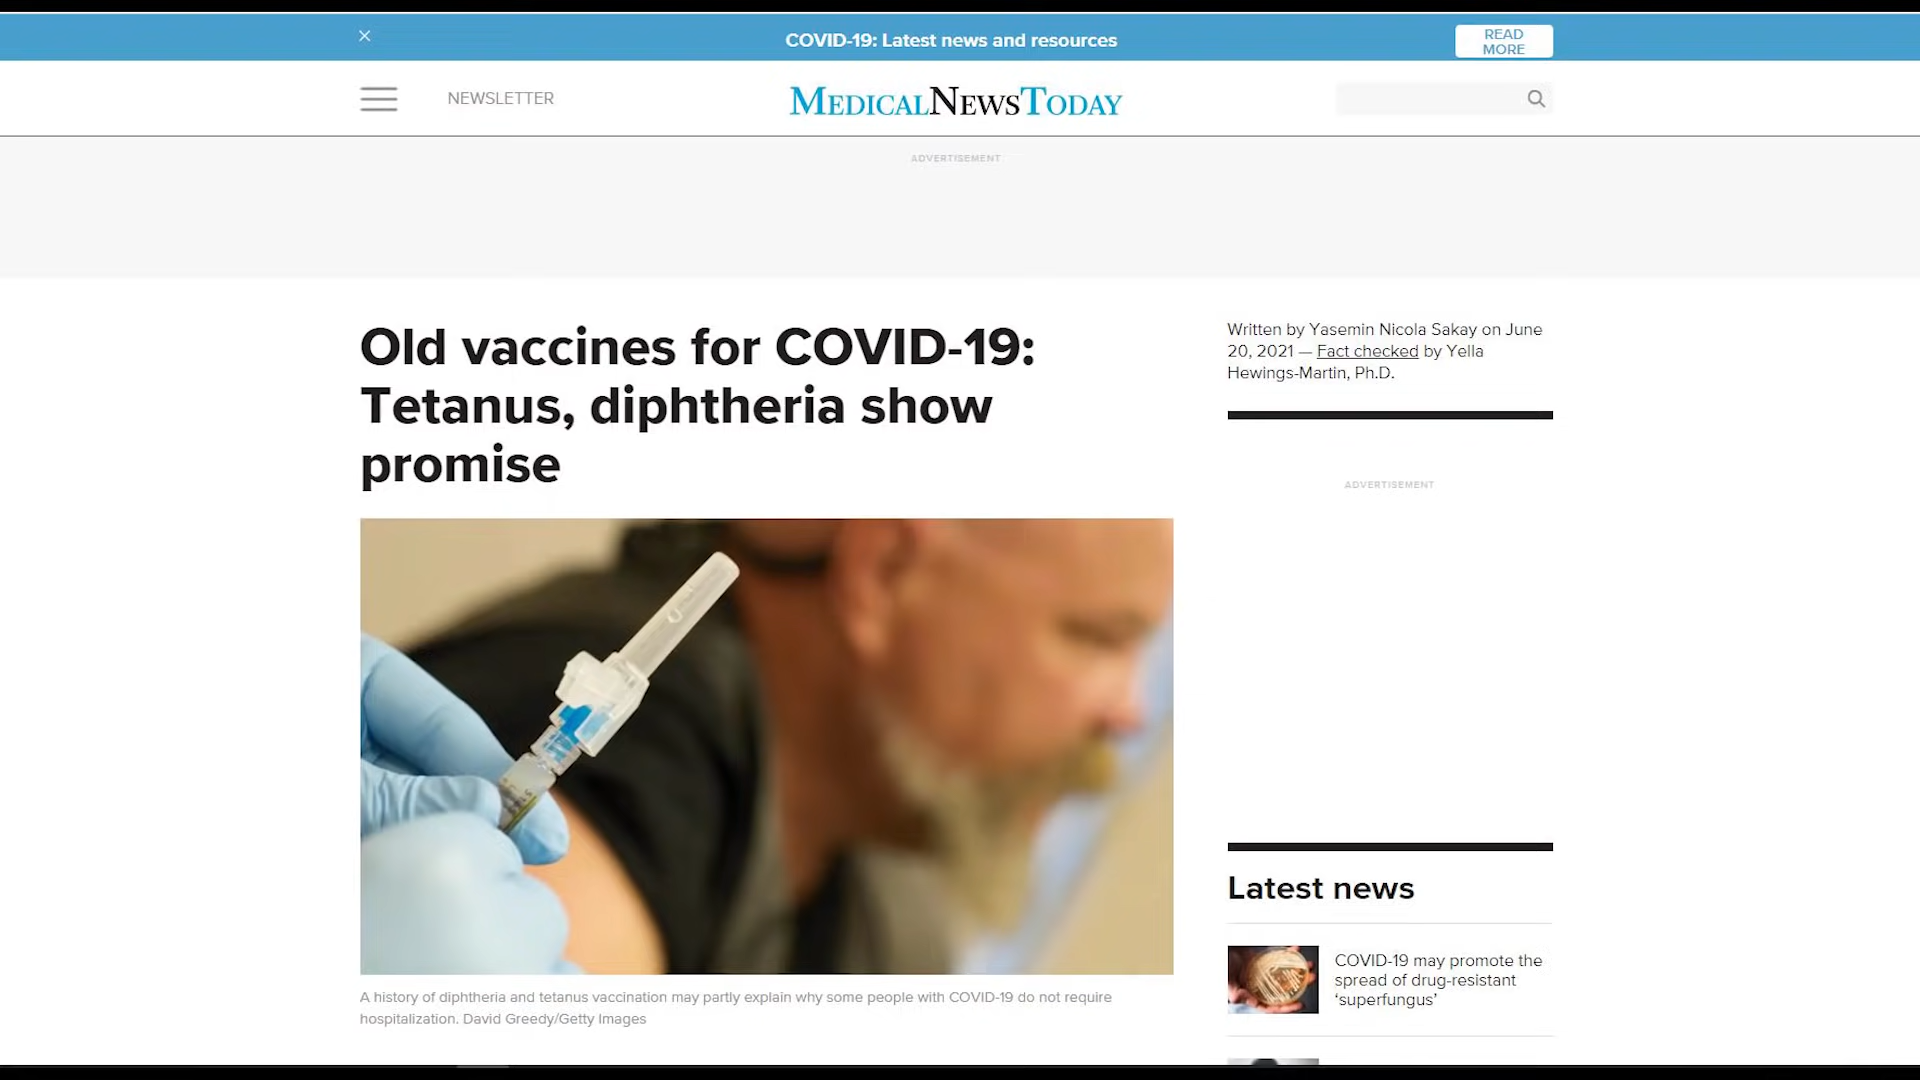 COVID-19: Latest news and resources
READ
MORE
NEWSLETTER
MEDICALNEWSTODAY
ADVERTISEMENT
Old vaccines for COVID-19:
Tetanus, diphtheria show
promise
Written by Yasemin Nicola Sakay on June
20, 2021 — Fact checked by Yella
Hewings-Martin, Ph.D.
ADVERTISEMENT
A history of diphtheria and tetanus vaccination may partly explain why some people with COVID-19 do not require
hospitalization. David Greedy/Getty Images
Latest news
COVID-19 may promote the
spread of drug-resistant
‘superfungus’